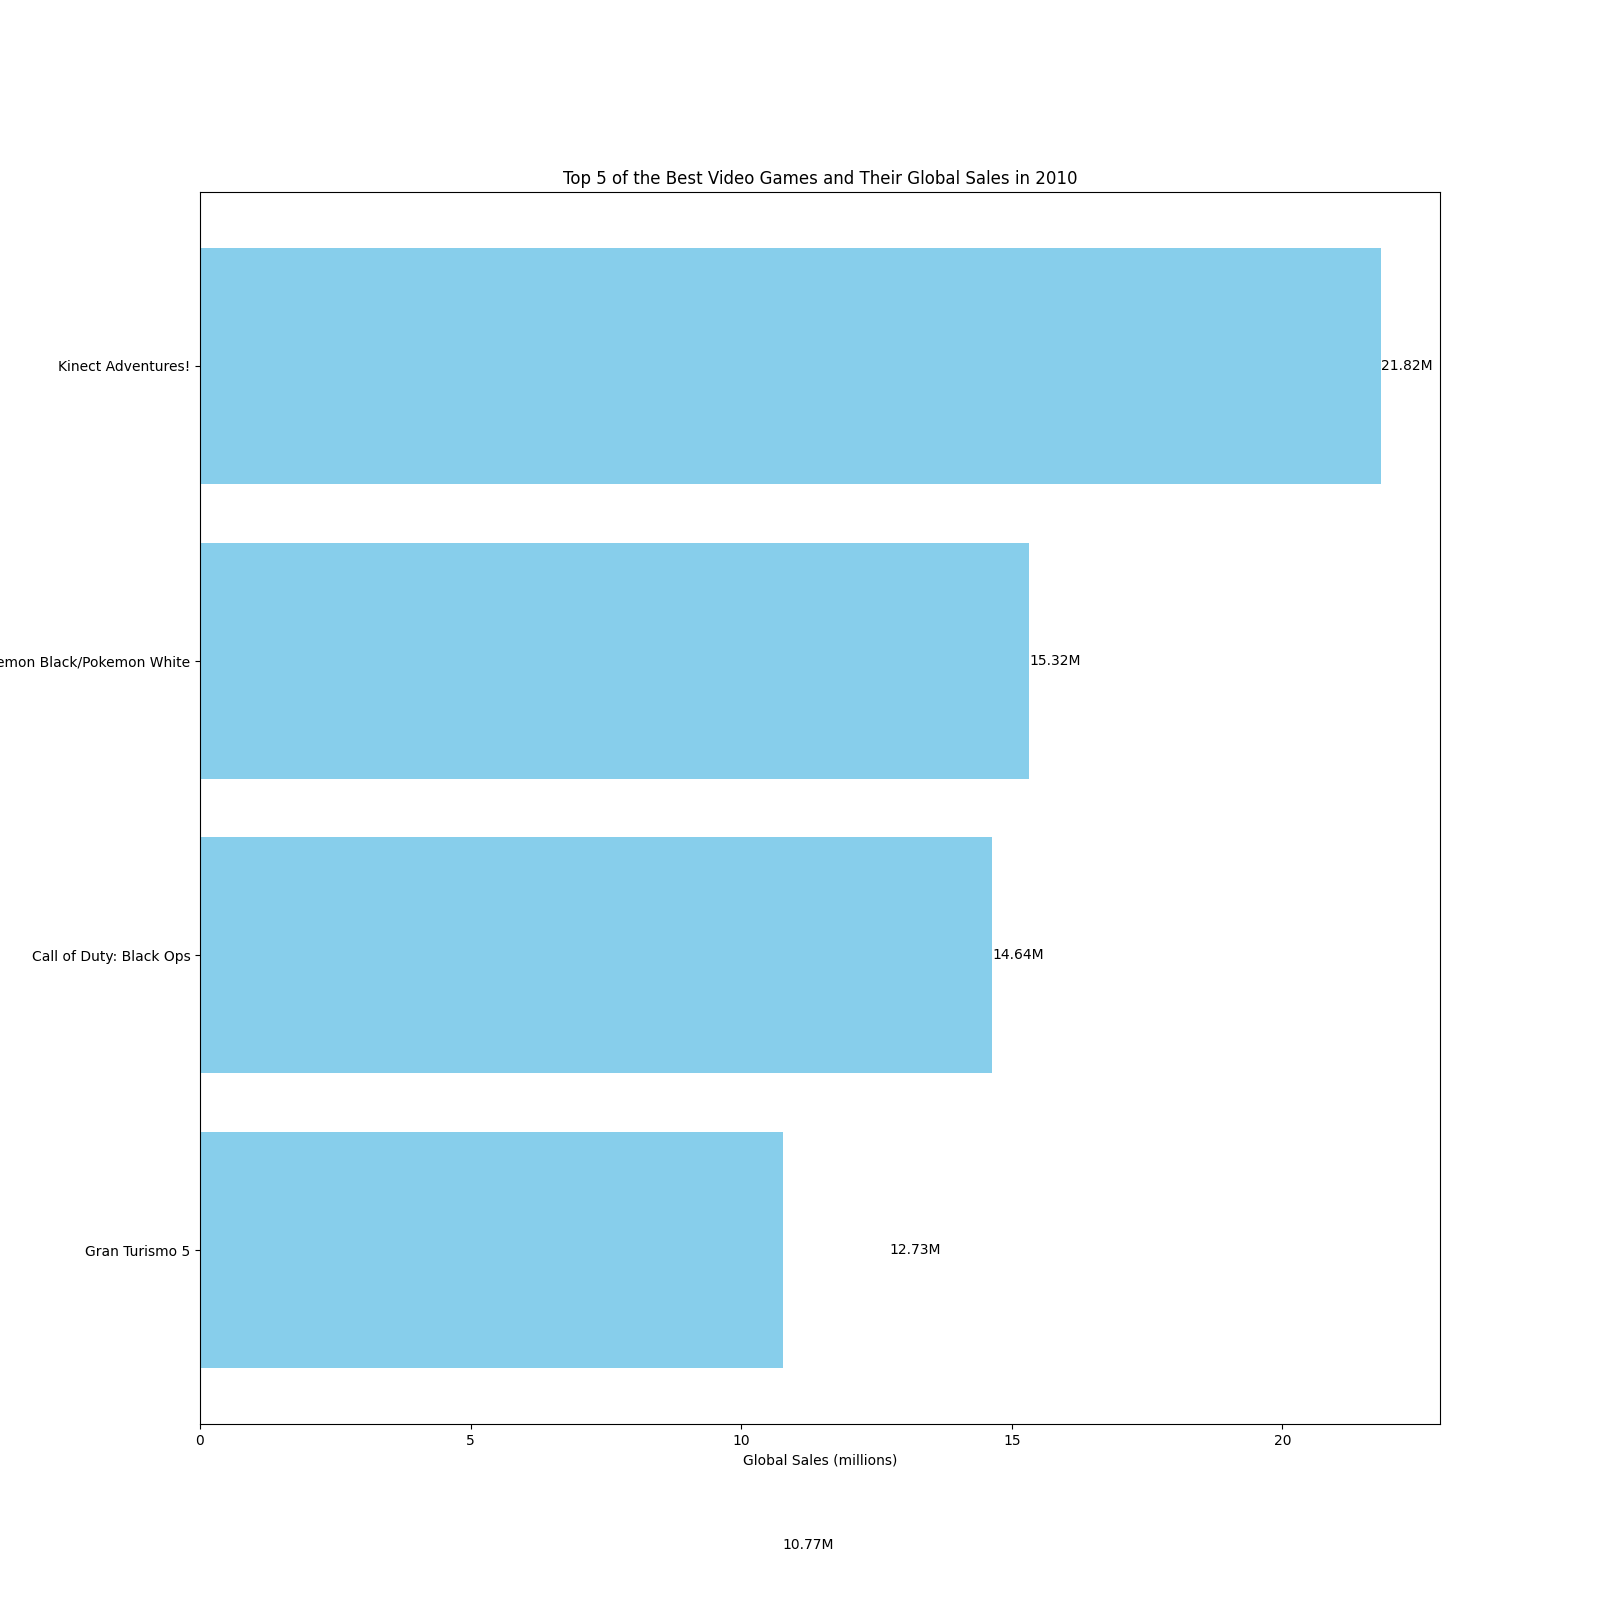 Top 5 of the Best Video Games and Their Global Sales in 2010
Kinect Adventures!
21.82M
Black/Pokemon White
15.32M
Call of Duty: Black Ops
14.64M
Gran Turismo 5
12.73M
0 5 10 15 20
Global Sales (millions)
10.77M